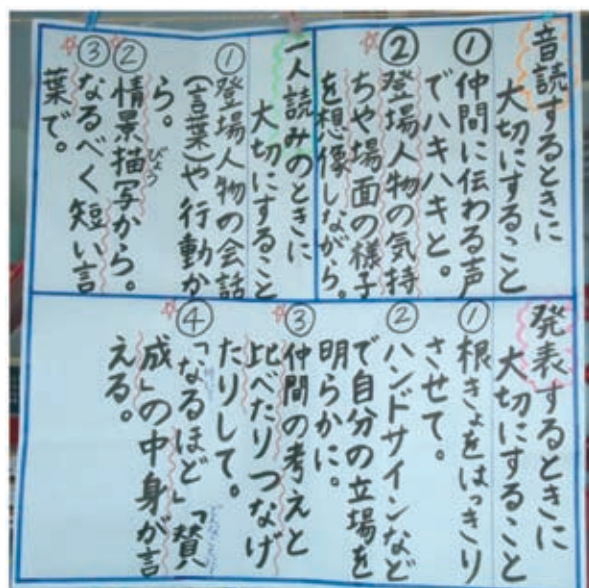 音読するときに
大切にすること
①仲間に伝わる声
でハキハキと。
②登場人物の気持
ちや場面の様子
を想像しながら。
一人読みのときに
大切にすること
①登場人物の会話
(言葉)や行動か
ら。
②情景描写から。
びょう
③なるべく短い言
葉で。
発表するときに
大切にすること
①根きょをはっきり
させて。
②ハンドサインなど
で自分の立場を
明らかに。
③仲間の考えと
比べたりつなげ
たりして。
④「なるほど」「賛
成」の中身が言
える。